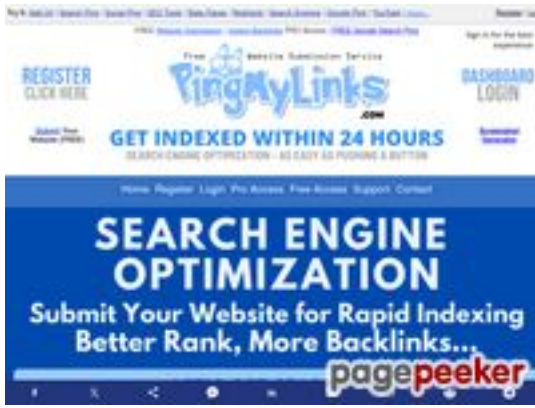 FREE Website Submission Service
REGISTER
CLICK HERE
PingMyLinks
.COM
DASHBOARD
LOGIN
GET INDEXED WITHIN 24 HOURS
SEARCH ENGINE OPTIMIZATION - AS EASY AS PUSHING A BUTTON
Home Register Login Pro Access Free Access Support Contact
SEARCH ENGINE
OPTIMIZATION
Submit Your Website for Rapid Indexing
Better Rank, More Backlinks...
pagepeeker